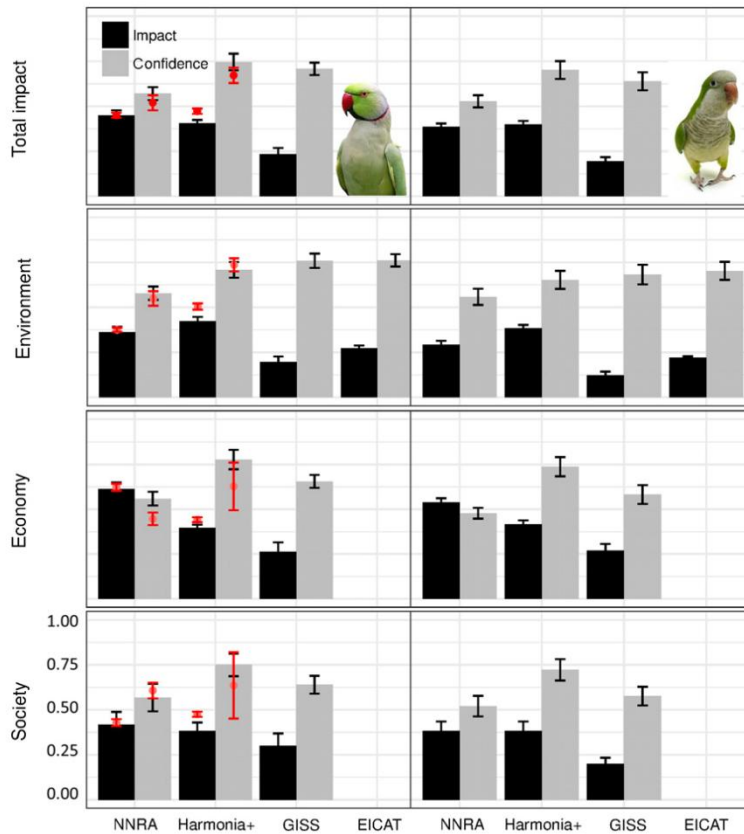 Impact
Confidence
Total impact
Environment
Economy
Society
1.00
0.75
0.50
0.25
0.00
NNRA Harmonia+ GISS EICAT NNRA Harmonia+ GISS EICAT